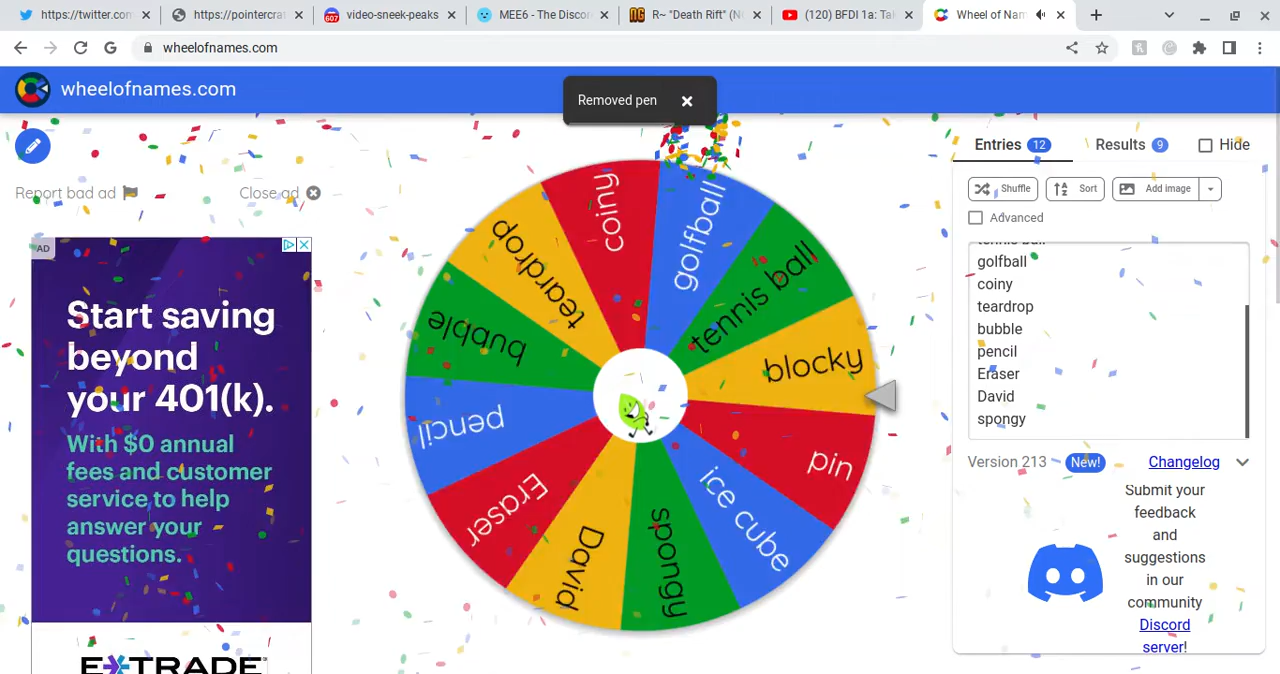 https://twitter.com
https://pointercra
video-sneek-peaks
MEE6 - The Discor
R~ "Death Rift" (N
(120) BFDI 1a: Ta
Wheel of Nam
wheelofnames.com
wheelofnames.com
Removed pen
Report bad ad
Close ad
AD
Start saving
beyond
your 401(k).
With $0 annual
fees and customer
service to help
answer your
questions.
E*TRADE
coiny
golfball
tennis ball
blocky
pin
ice cube
spongy
David
Eraser
pencil
bubble
teardrop
Entries 12
Results 9
Hide
Shuffle
Sort
Add image
Advanced
tennis ball
golfball
coiny
teardrop
bubble
pencil
Eraser
David
spongy
Version 213 New! Changelog
Submit your
feedback
and
suggestions
in our
community
Discord
server!